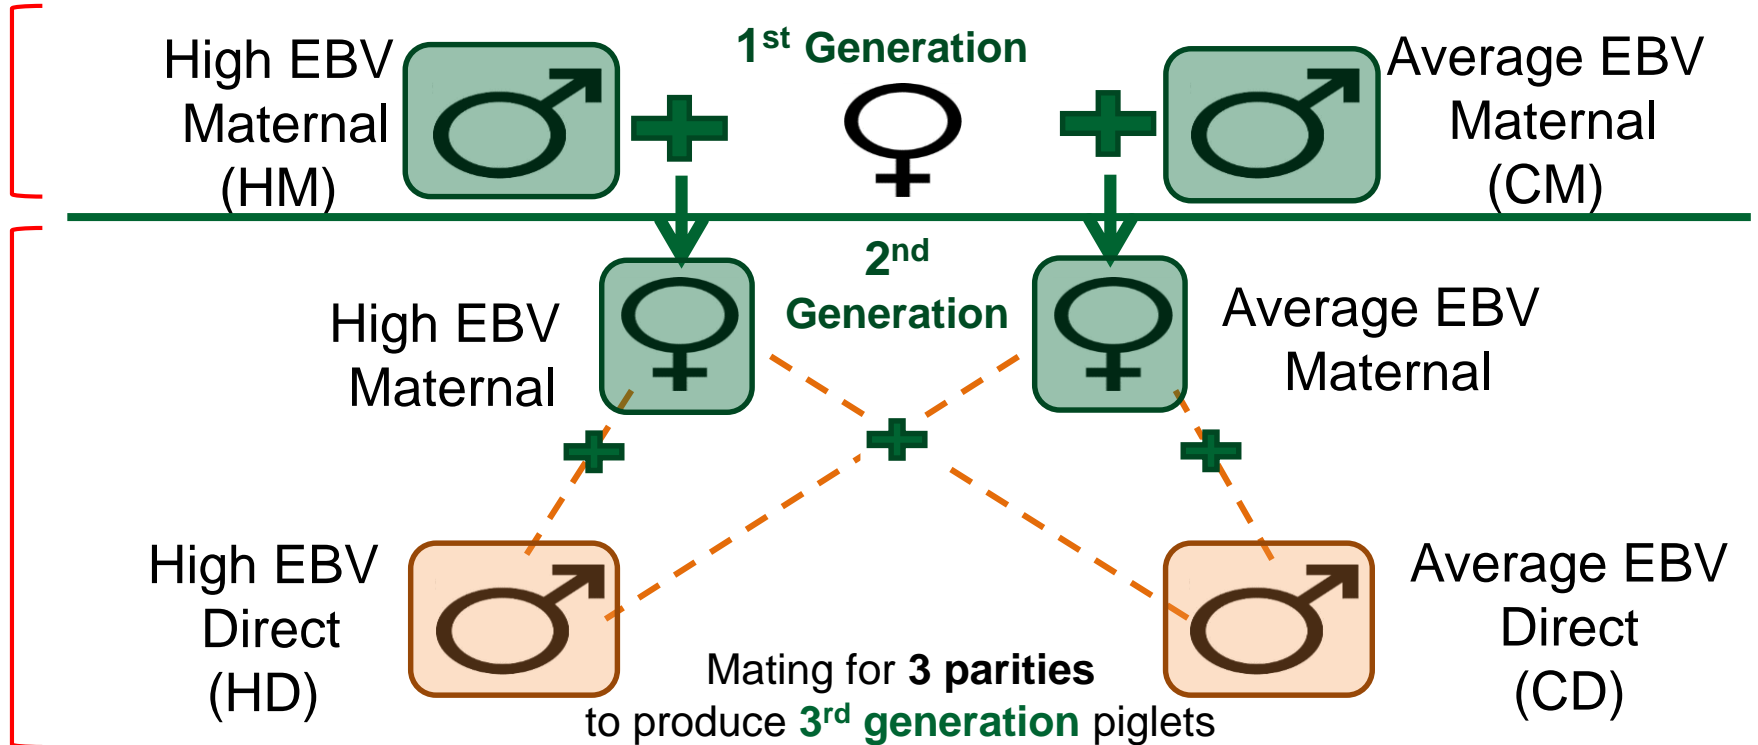 High EBV
Maternal
(HM)
1st Generation
Average EBV
Maternal
(CM)
High EBV
Maternal
2nd
Generation
Average EBV
Maternal
High EBV
Direct
(HD)
Mating for 3 parities
to produce 3rd generation piglets
Average EBV
Direct
(CD)